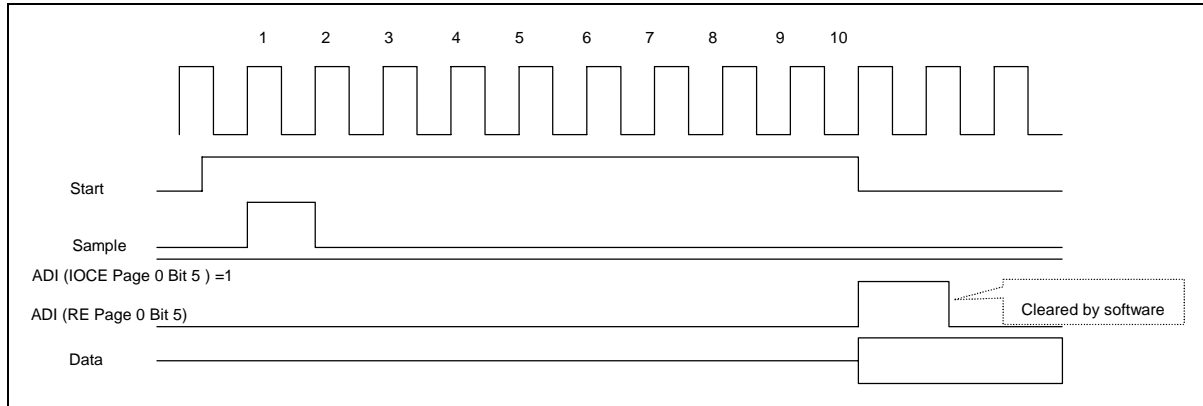 1 2 3 4 5 6 7 8 9 10
Start
Sample
ADI (IOCE Page 0 Bit 5 ) =1
Cleared by software
ADI (RE Page 0 Bit 5)
Data